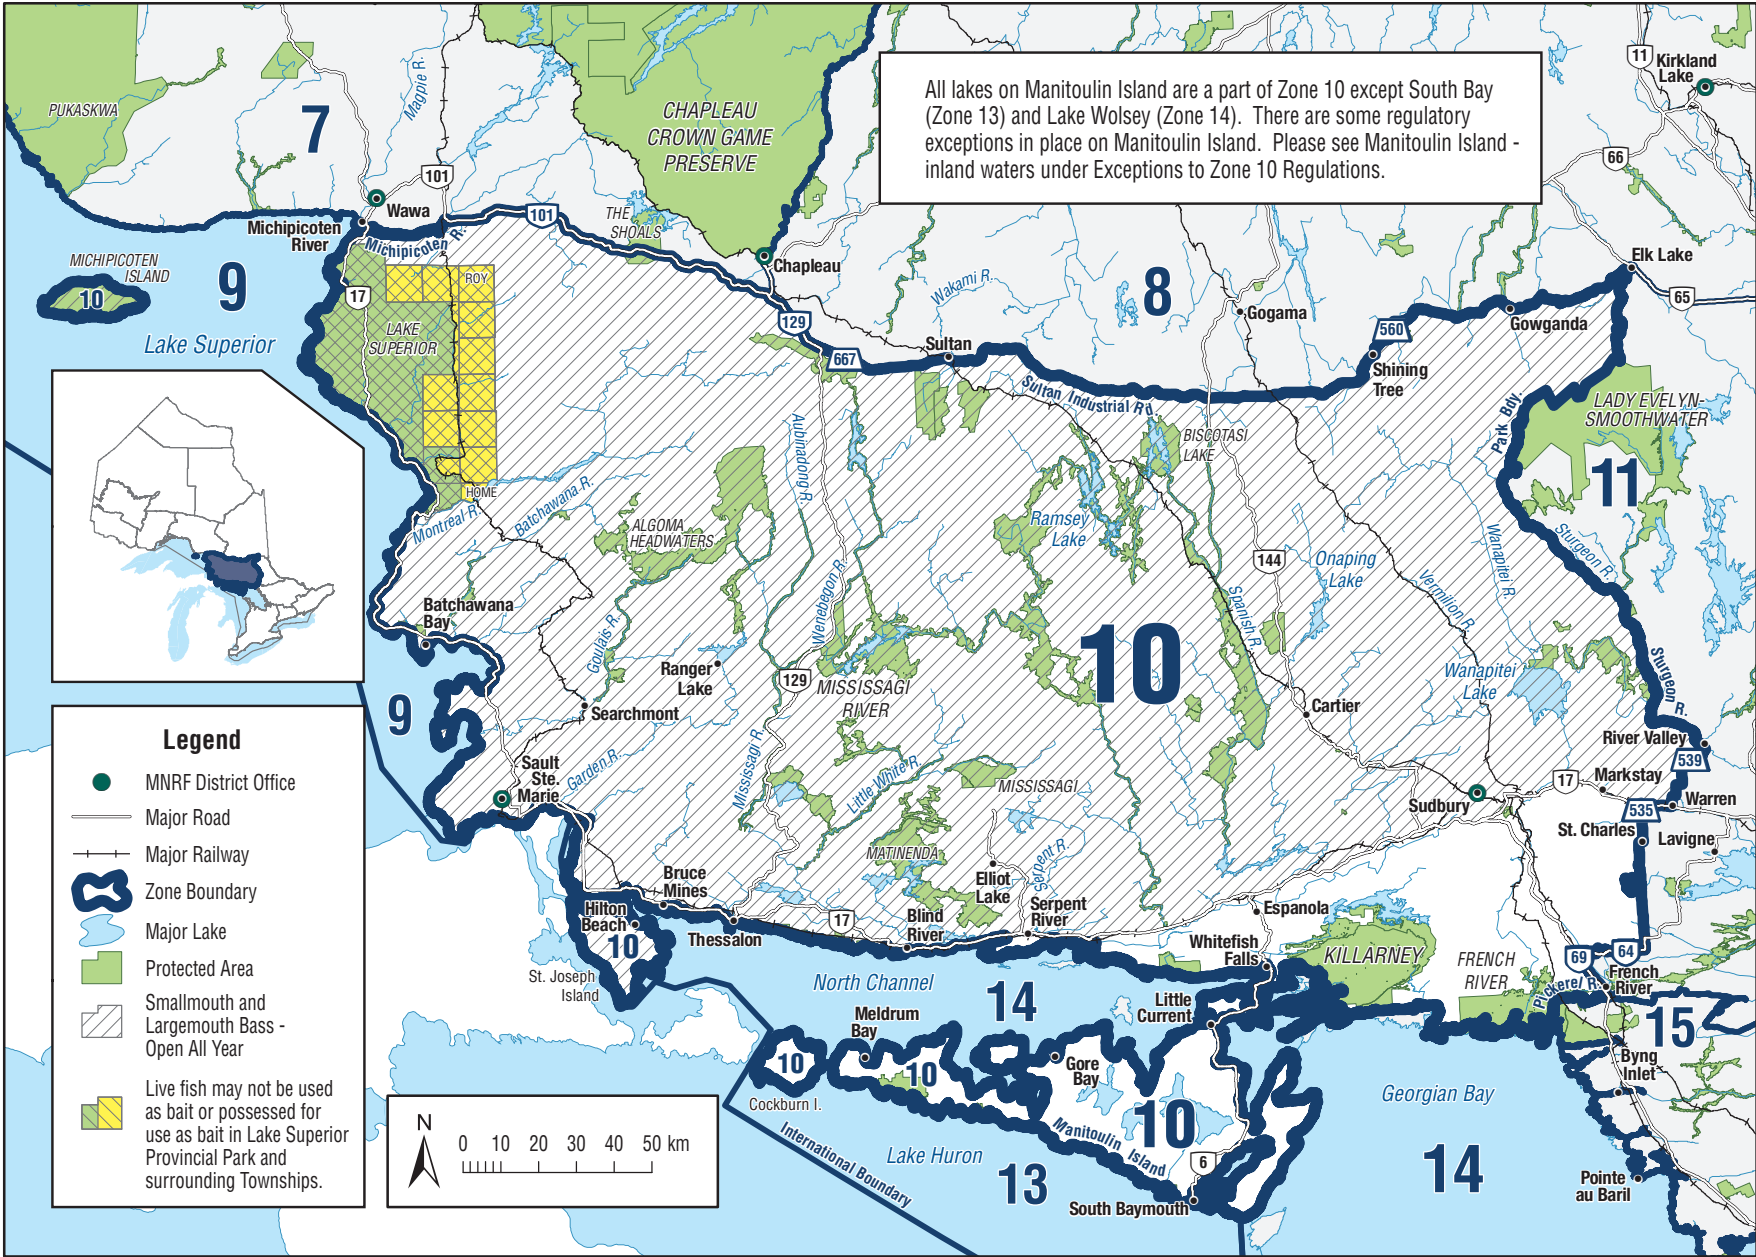 All lakes on Manitoulin Island are a part of Zone 10 except South Bay
(Zone 13) and Lake Wolsey (Zone 14). There are some regulatory
exceptions in place on Manitoulin Island. Please see Manitoulin Island -
inland waters under Exceptions to Zone 10 Regulations.
PUKASKWA
7
Magpie R.
CHAPLEAU
CROWN GAME
PRESERVE
11
Kirkland
Lake
66
101
Wawa
Michipicoten
River
Michipicoten R.
101
THE
SHOALS
Chapleau
Elk Lake
65
MICHIPICOTEN
ISLAND
10
9
Lake Superior
17
ROY
LAKE
SUPERIOR
HOME
129
667
Wakami R.
8
Gogama
Sultan
Sultan Industrial Rd
560
Shining
Tree
Gowganda
Park Bdy.
LADY EVELYN-
SMOOTHWATER
11
Montreal R.
Batchawana R.
Aubinadong R.
ALGOMA
HEADWATERS
BISCOTASI
LAKE
Ramsey
Lake
144
Onaping
Lake
Wanapitei R.
Vermilion R.
Sturgeon R.
Sturgeon R.
Spanish R.
Batchawana
Bay
Goulais R.
Wenebegon R.
Ranger
Lake
129
MISSISSAGI
RIVER
10
Cartier
Wanapitei
Lake
River Valley
539
Searchmont
9
Sault
Ste.
Marie
Garden R.
Mississagi R.
Little White R.
MISSISSAGI
MATINENDA
Elliot
Lake
Serpent R.
Sudbury
17
Markstay
Warren
535
St. Charles
Lavigne
Bruce
Mines
Hilton
Beach
10
St. Joseph
Island
Thessalon
17
Blind
River
Serpent
River
Espanola
Whitefish
Falls
KILLARNEY
FRENCH
RIVER
69
64
French
River
Pickerel R.
15
North Channel
14
Little
Current
Meldrum
Bay
10
10
Cockburn I.
Gore
Bay
10
Manitoulin
Island
6
South Baymouth
Lake Huron
13
International Boundary
Georgian Bay
14
Byng
Inlet
Pointe
au Baril
Legend
MNRF District Office
Major Road
Major Railway
Zone Boundary
Major Lake
Protected Area
Smallmouth and
Largemouth Bass -
Open All Year
Live fish may not be used
as bait or possessed for
use as bait in Lake Superior
Provincial Park and
surrounding Townships.
N
0 10 20 30 40 50 km